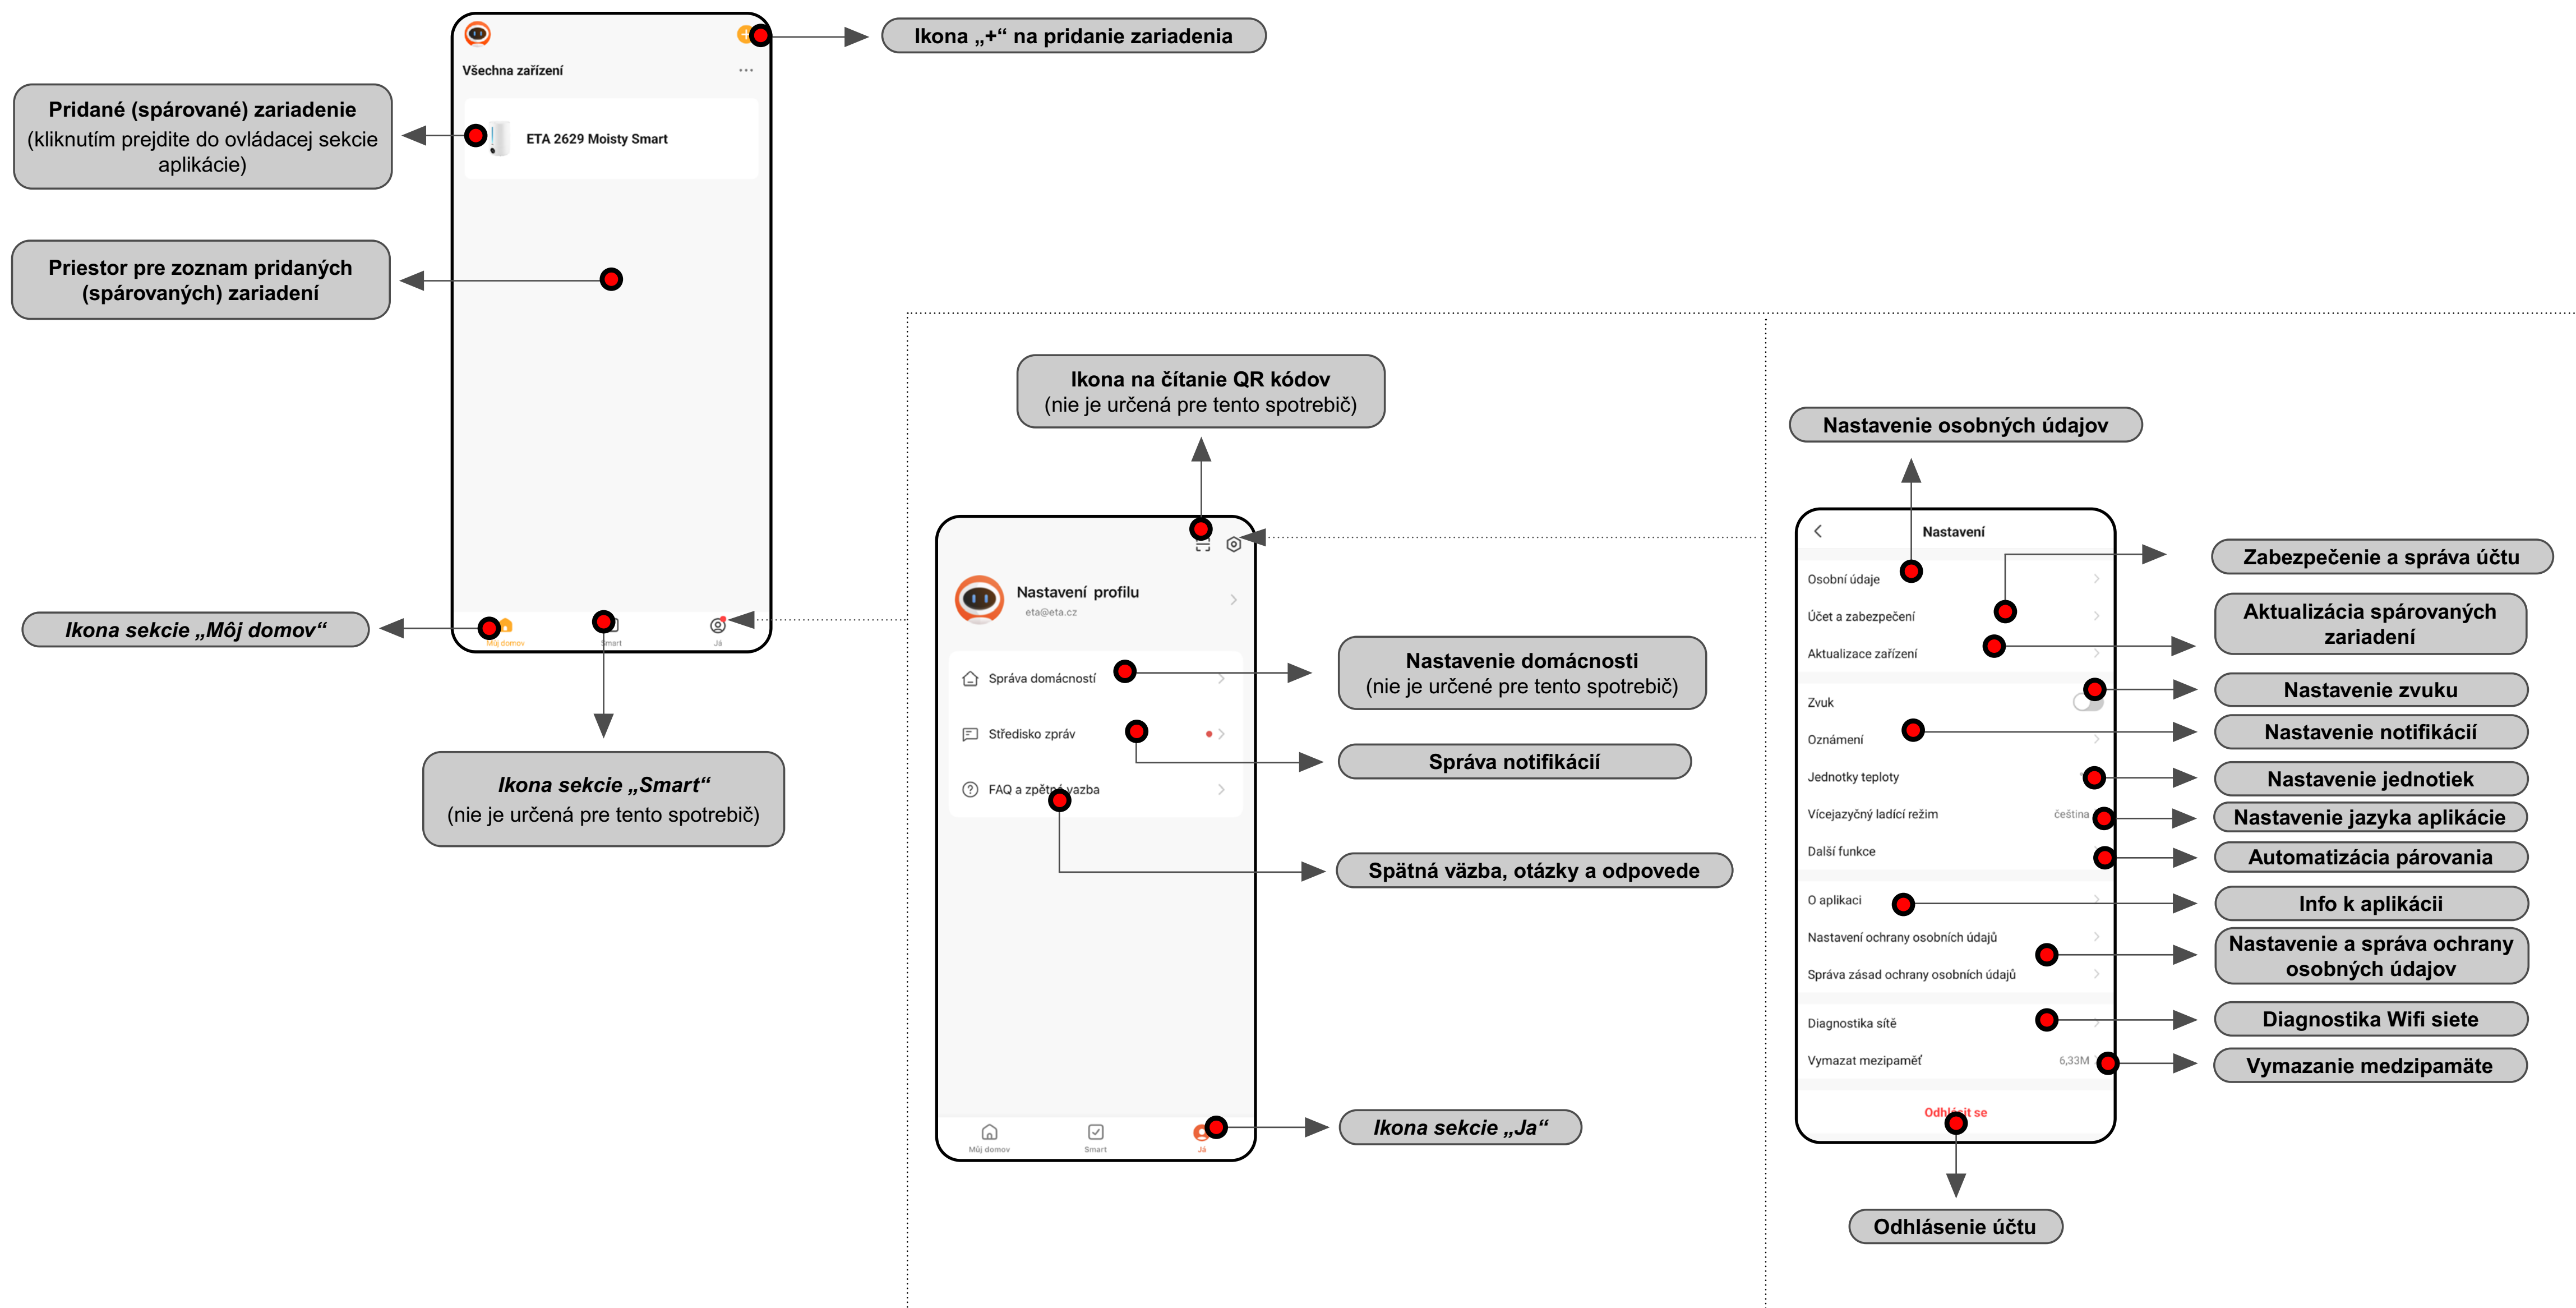 Ikona „+“ na pridanie zariadenia
Všechna zařízení
Pridané (spárované) zariadenie
(kliknutím prejdite do ovládacej sekcie
aplikácie)
ETA 2629 Moisty Smart
Priestor pre zoznam pridaných
(spárovaných) zariadení
Ikona sekcie „Môj domov“
Můj domov
Smart
Já
Ikona sekcie „Smart“
(nie je určená pre tento spotrebič)
Ikona na čítanie QR kódov
(nie je určená pre tento spotrebič)
Nastavení profilu
eta@eta.cz
Správa domácností
Nastavenie domácnosti
(nie je určené pre tento spotrebič)
Středisko zpráv
Správa notifikácií
FAQ a zpětná vazba
Spätná väzba, otázky a odpovede
Můj domov
Smart
Já
Ikona sekcie „Ja“
Nastavenie osobných údajov
Nastavení
Osobní údaje
Zabezpečenie a správa účtu
Účet a zabezpečení
Aktualizácia spárovaných
zariadení
Aktualizace zařízení
Zvuk
Nastavenie zvuku
Oznámení
Nastavenie notifikácií
Jednotky teploty
Nastavenie jednotiek
Vícejazyčný ladící režim
čeština
Nastavenie jazyka aplikácie
Další funkce
Automatizácia párovania
O aplikaci
Info k aplikácii
Nastavení ochrany osobních údajů
Nastavenie a správa ochrany
osobných údajov
Správa zásad ochrany osobních údajů
Diagnostika sítě
Diagnostika Wifi siete
Vymazat mezipaměť
6,33M
Vymazanie medzipamäte
Odhlásit se
Odhlásenie účtu